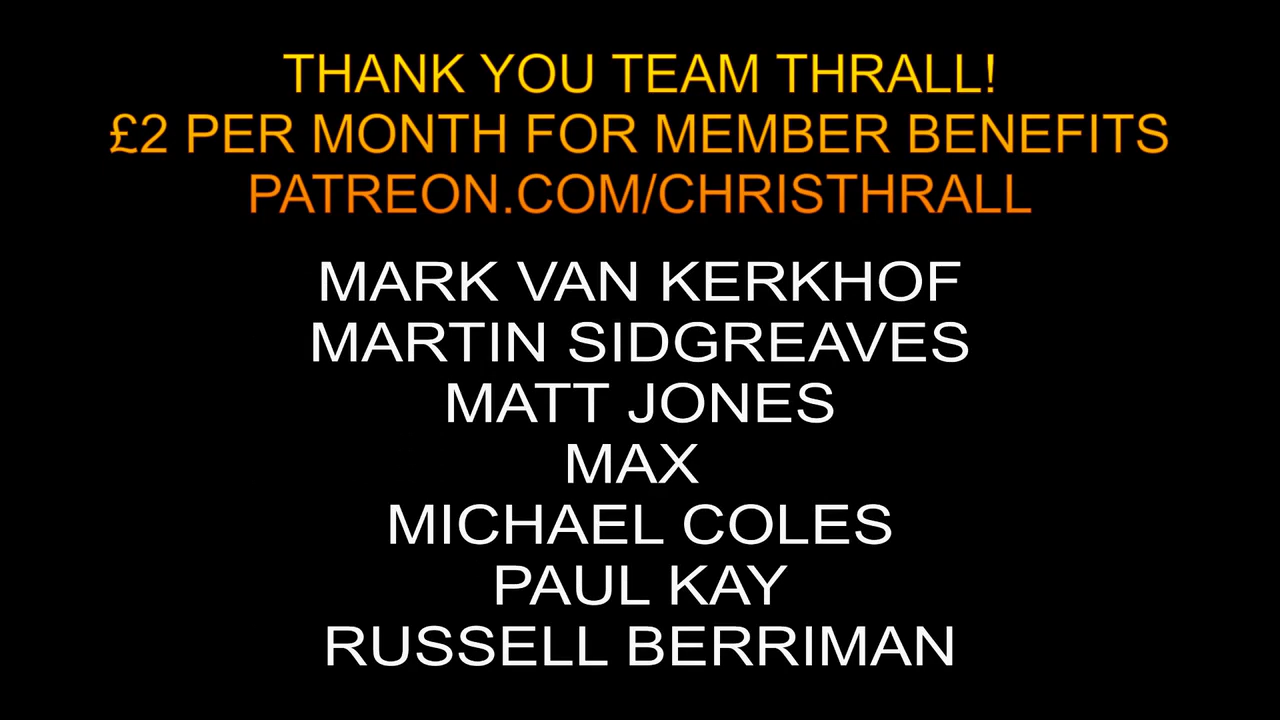 THANK YOU TEAM THRALL!
£2 PER MONTH FOR MEMBER BENEFITS
PATREON.COM/CHRISTHRALL
MARK VAN KERKHOF
MARTIN SIDGREAVES
MATT JONES
MAX
MICHAEL COLES
PAUL KAY
RUSSELL BERRIMAN